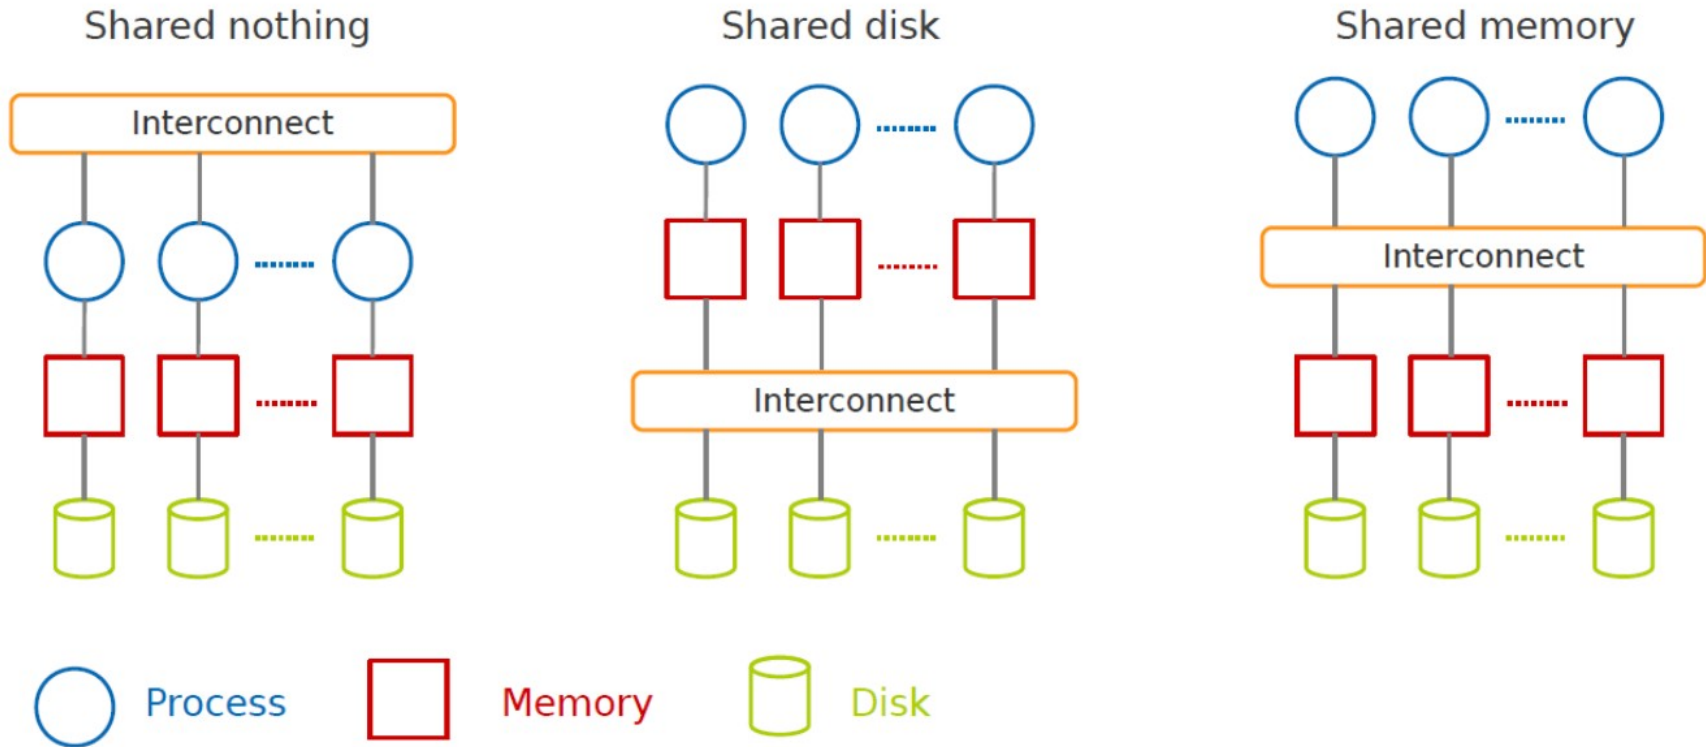 Shared nothing
Shared disk
Shared memory
Interconnect
Interconnect
Interconnect
Process
Memory
Disk